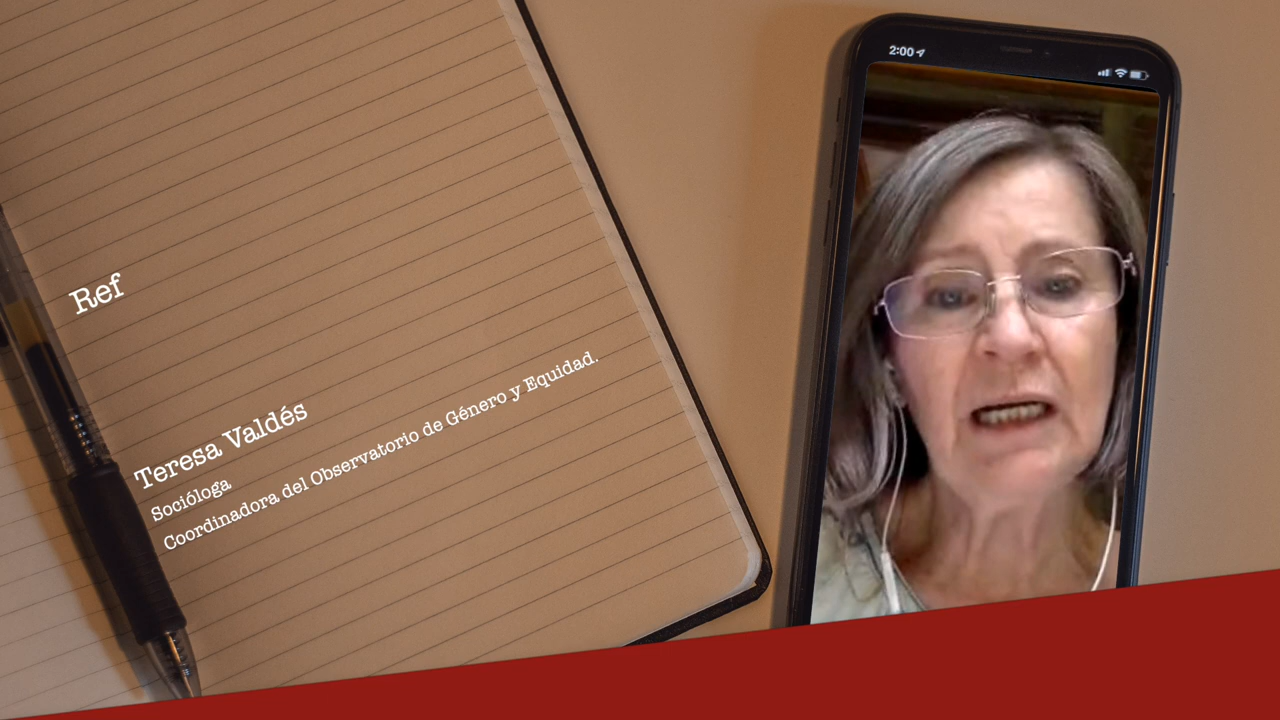 Ref
Teresa Valdés
Socióloga
Coordinadora del Observatorio de Género y Equidad.
2:00